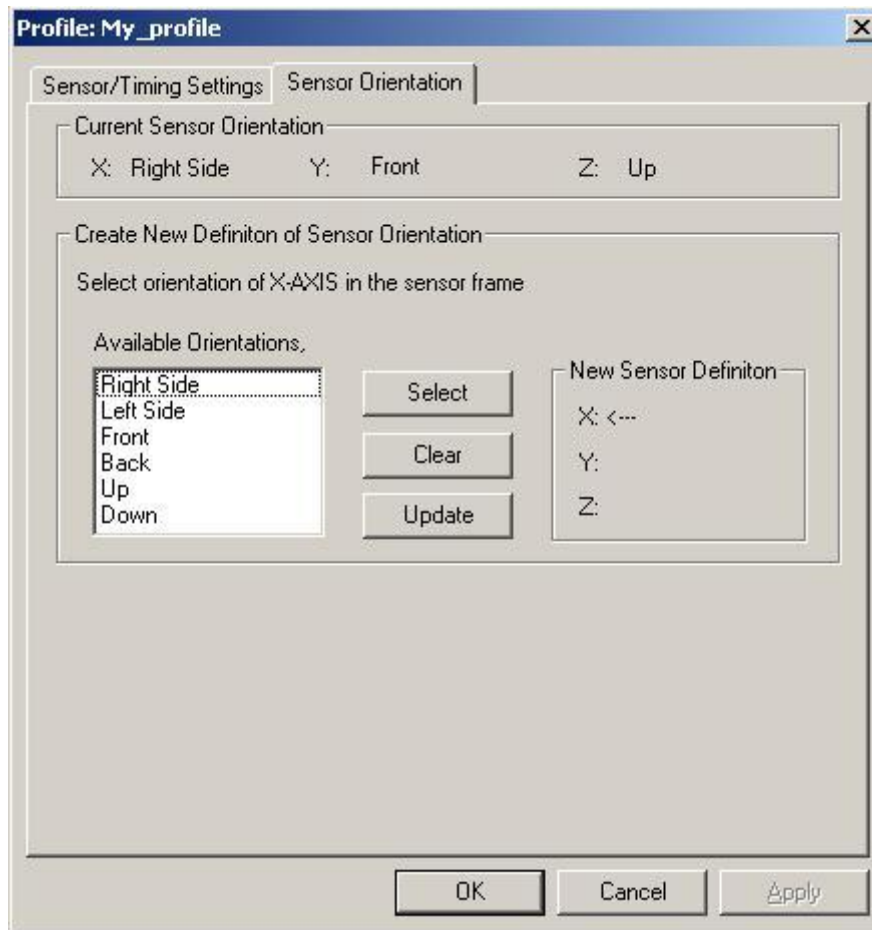 Profile: My_profile
Sensor/Timing Settings
Sensor Orientation
Current Sensor Orientation
X: Right Side Y: Front Z: Up
Create New Definiton of Sensor Orientation
Select orientation of X-AXIS in the sensor frame
Available Orientations,
Right Side
Left Side
Front
Back
Up
Down
Select
Clear
Update
New Sensor Definiton
X: <---
Y:
Z:
OK
Cancel
Apply